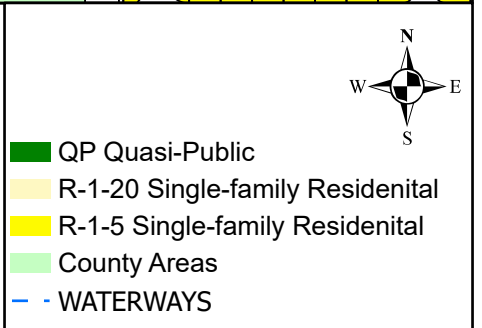 N
W E
S
QP Quasi-Public
R-1-20 Single-family Residenital
R-1-5 Single-family Residenital
County Areas
WATERWAYS